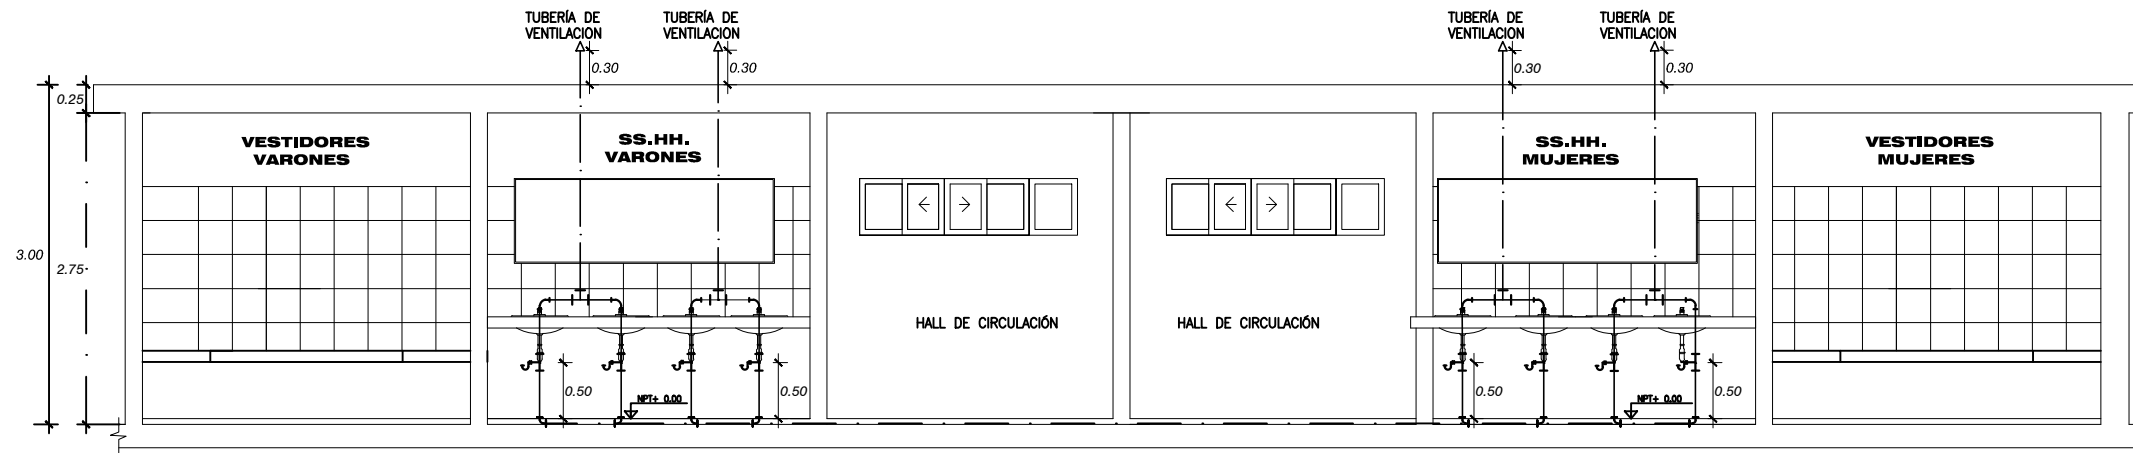 TUBERÍA DE
VENTILACION
TUBERÍA DE
VENTILACION
TUBERÍA DE
VENTILACION
TUBERÍA DE
VENTILACION
0.30
0.30
0.30
0.30
0.25
3.00
2.75
VESTIDORES
VARONES
SS.HH.
VARONES
SS.HH.
MUJERES
VESTIDORES
MUJERES
HALL DE CIRCULACIÓN
HALL DE CIRCULACIÓN
0.50
NPT+ 0.00
0.50
0.50
NPT+ 0.00
0.50